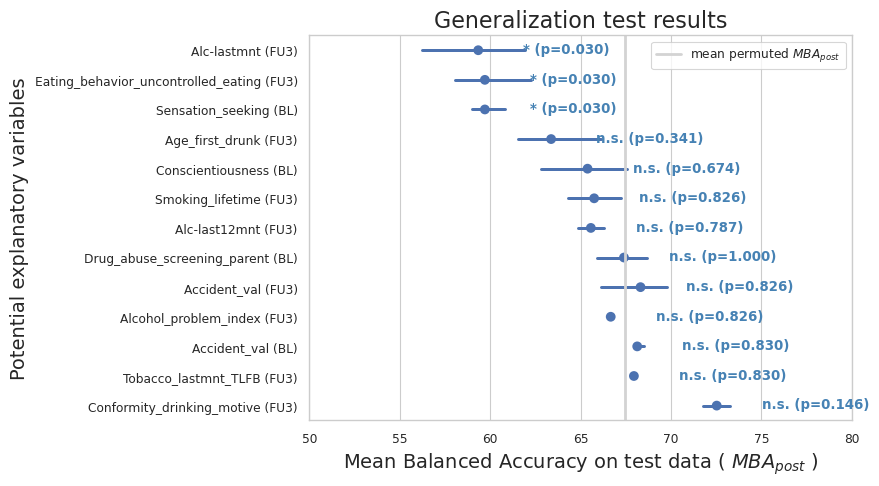 Generalization test results
mean permuted MBA_post
Potential explanatory variables
Alc-lastmnt (FU3) * (p=0.030)
Eating_behavior_uncontrolled_eating (FU3) * (p=0.030)
Sensation_seeking (BL) * (p=0.030)
Age_first_drunk (FU3) n.s. (p=0.341)
Conscientiousness (BL) n.s. (p=0.674)
Smoking_lifetime (FU3) n.s. (p=0.826)
Alc-last12mnt (FU3) n.s. (p=0.787)
Drug_abuse_screening_parent (BL) n.s. (p=1.000)
Accident_val (FU3) n.s. (p=0.826)
Alcohol_problem_index (FU3) n.s. (p=0.826)
Accident_val (BL) n.s. (p=0.830)
Tobacco_lastmnt_TLFB (FU3) n.s. (p=0.830)
Conformity_drinking_motive (FU3) n.s. (p=0.146)
50 55 60 65 70 75 80
Mean Balanced Accuracy on test data ( MBA_post )